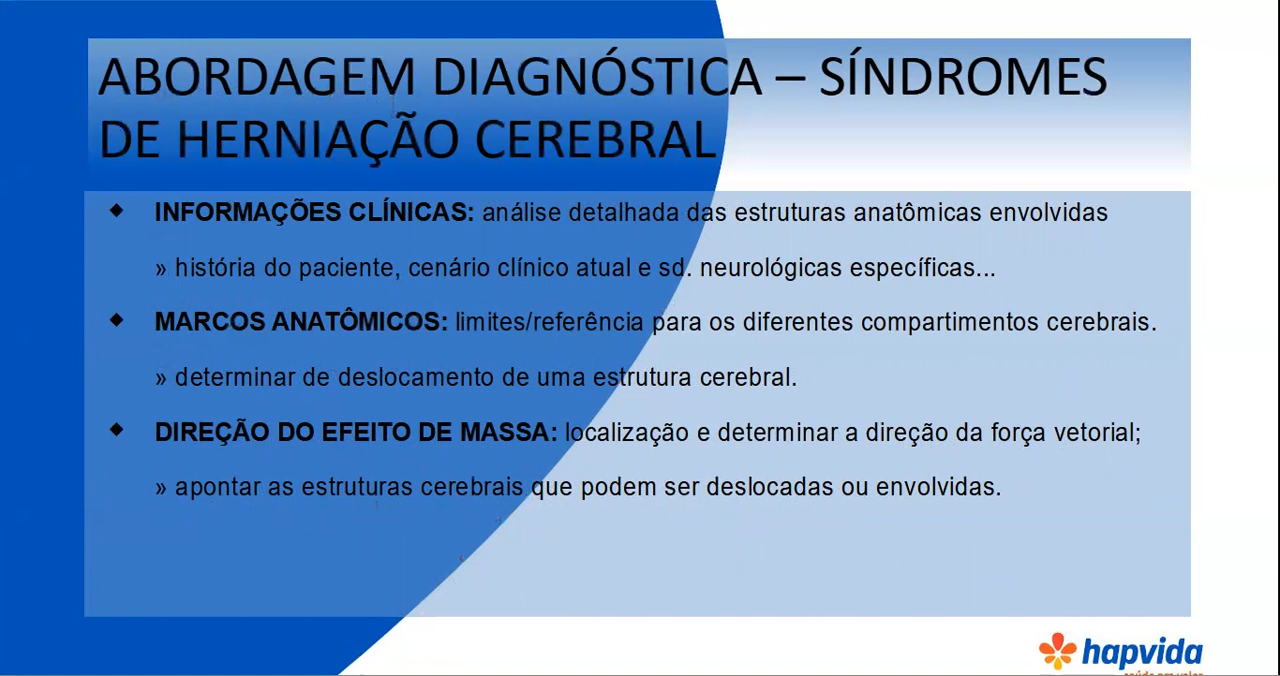 ABORDAGEM DIAGNÓSTICA – SÍNDROMES
DE HERNIAÇÃO CEREBRAL
INFORMAÇÕES CLÍNICAS: análise detalhada das estruturas anatômicas envolvidas
» história do paciente, cenário clínico atual e sd. neurológicas específicas...
MARCOS ANATÔMICOS: limites/referência para os diferentes compartimentos cerebrais.
» determinar de deslocamento de uma estrutura cerebral.
DIREÇÃO DO EFEITO DE MASSA: localização e determinar a direção da força vetorial;
» apontar as estruturas cerebrais que podem ser deslocadas ou envolvidas.
hapvida